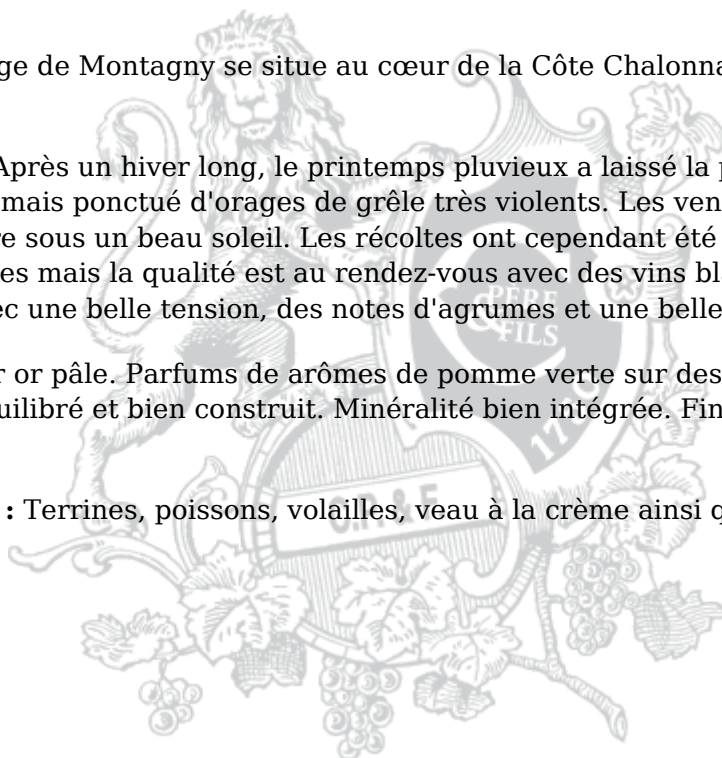 ge de Montagny se situe au cœur de la Côte Chalonna
Après un hiver long, le printemps pluvieux a laissé la p
mais ponctué d'orages de grêle très violents. Les ven
re sous un beau soleil. Les récoltes ont cependant été
es mais la qualité est au rendez-vous avec des vins bla
ec une belle tension, des notes d'agrumes et une belle
r or pâle. Parfums de arômes de pomme verte sur des
uilibré et bien construit. Minéralité bien intégrée. Fin
: Terrines, poissons, volailles, veau à la crème ainsi q
PÈRE
& FILS
1780